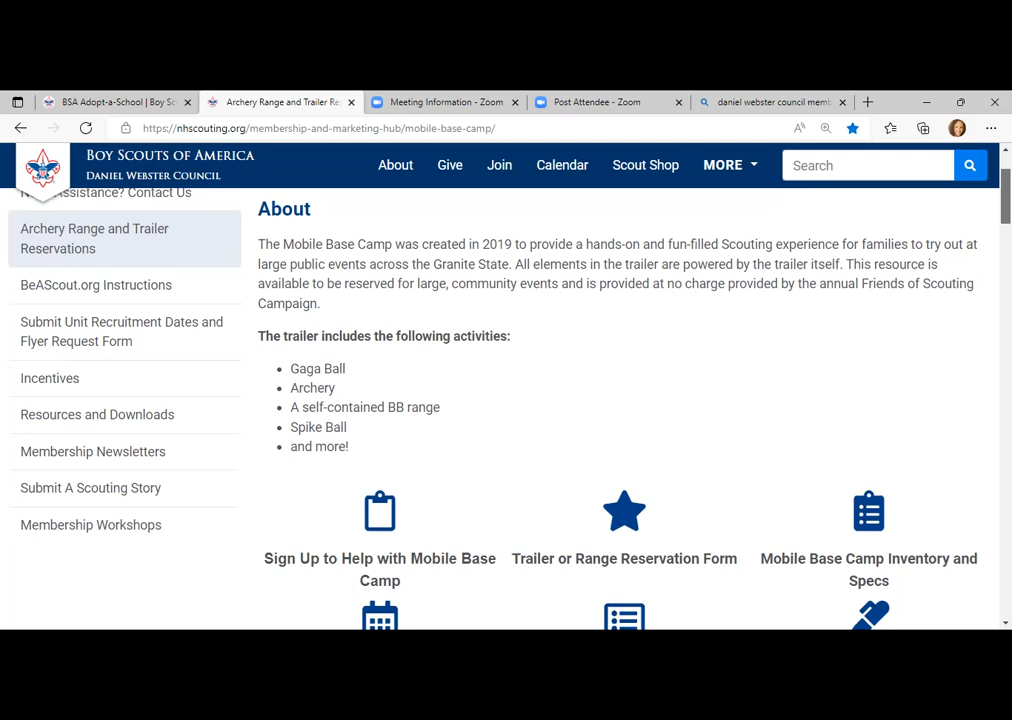 BSA Adopt-a-School | Boy Sc
Archery Range and Trailer Re
Meeting Information - Zoom
Post Attendee - Zoom
daniel webster council memb
https://nhscouting.org/membership-and-marketing-hub/mobile-base-camp/
BOY SCOUTS OF AMERICA
DANIEL WEBSTER COUNCIL
About
Give
Join
Calendar
Scout Shop
MORE
Search
Assistance? Contact Us
Archery Range and Trailer
Reservations
BeAScout.org Instructions
Submit Unit Recruitment Dates and
Flyer Request Form
Incentives
Resources and Downloads
Membership Newsletters
Submit A Scouting Story
Membership Workshops
About
The Mobile Base Camp was created in 2019 to provide a hands-on and fun-filled Scouting experience for families to try out at
large public events across the Granite State. All elements in the trailer are powered by the trailer itself. This resource is
available to be reserved for large, community events and is provided at no charge provided by the annual Friends of Scouting
Campaign.
The trailer includes the following activities:
• Gaga Ball
• Archery
• A self-contained BB range
• Spike Ball
• and more!
Sign Up to Help with Mobile Base
Camp
Trailer or Range Reservation Form
Mobile Base Camp Inventory and
Specs